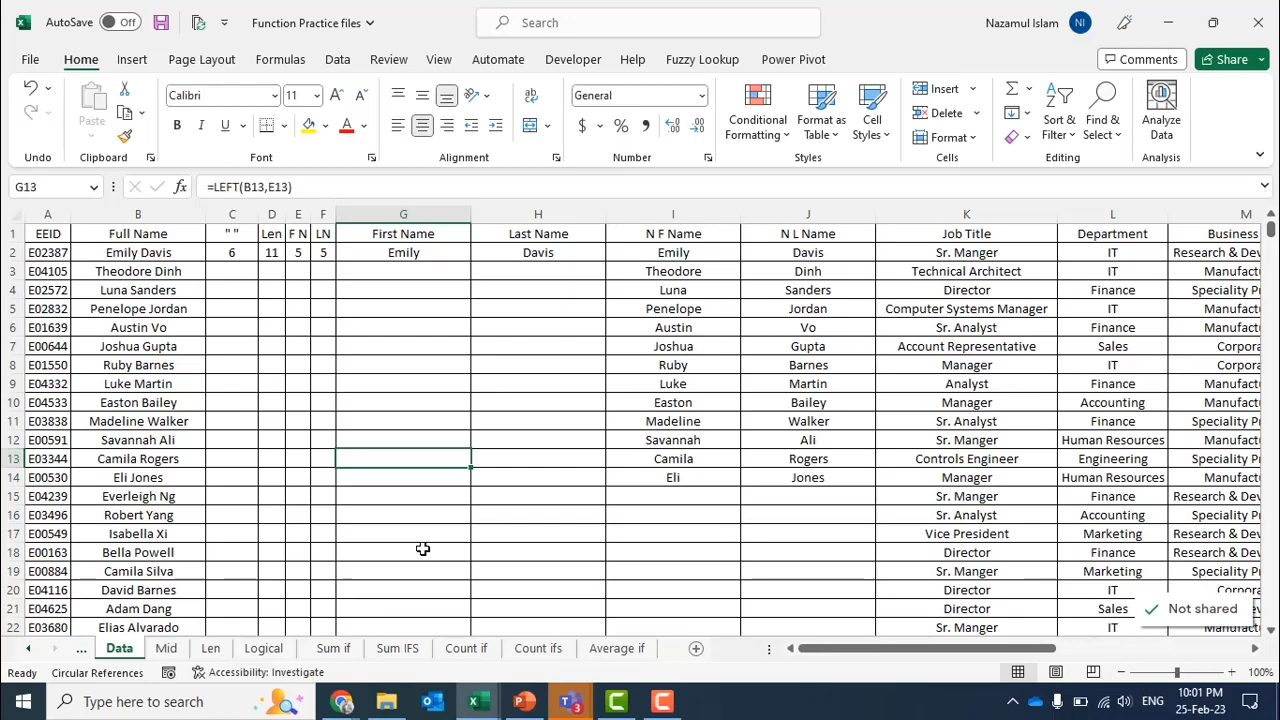 AutoSave Off Function Practice files Search Nazamul Islam NI
File Home Insert Page Layout Formulas Data Review View Automate Developer Help Fuzzy Lookup Power Pivot Comments Share
Paste Calibri 11 General Conditional Formatting Format as Table Cell Styles Insert Delete Format Sort & Filter Find & Select Analyze Data
Undo Clipboard Font Alignment Number Styles Cells Editing Analysis
G13 =LEFT(B13,E13)
A B C D E F G H I J K L M
1 EEID Full Name " " Len F N LN First Name Last Name N F Name N L Name Job Title Department Business
2 E02387 Emily Davis 6 11 5 5 Emily Davis Emily Davis Sr. Manger IT Research & De
3 E04105 Theodore Dinh Theodore Dinh Technical Architect IT Manufact
4 E02572 Luna Sanders Luna Sanders Director Finance Speciality Pr
5 E02832 Penelope Jordan Penelope Jordan Computer Systems Manager IT Manufact
6 E01639 Austin Vo Austin Vo Sr. Analyst Finance Manufact
7 E00644 Joshua Gupta Joshua Gupta Account Representative Sales Corpora
8 E01550 Ruby Barnes Ruby Barnes Manager IT Corpora
9 E04332 Luke Martin Luke Martin Analyst Finance Manufact
10 E04533 Easton Bailey Easton Bailey Manager Accounting Manufact
11 E03838 Madeline Walker Madeline Walker Sr. Analyst Finance Speciality Pr
12 E00591 Savannah Ali Savannah Ali Sr. Manger Human Resources Manufact
13 E03344 Camila Rogers Camila Rogers Controls Engineer Engineering Speciality Pr
14 E00530 Eli Jones Eli Jones Manager Human Resources Manufact
15 E04239 Everleigh Ng Sr. Manger Finance Research & De
16 E03496 Robert Yang Sr. Analyst Accounting Speciality Pr
17 E00549 Isabella Xi Vice President Marketing Research & De
18 E00163 Bella Powell Director Finance Research & De
19 E00884 Camila Silva Sr. Manger Marketing Speciality Pr
20 E04116 David Barnes Director IT Corpora
21 E04625 Adam Dang Director Sales
22 E03680 Elias Alvarado Sr. Manger IT Manufact
Not shared
... Data Mid Len Logical Sum if Sum IFS Count if Count ifs Average if
Ready Circular References Accessibility: Investigate 100%
Type here to search ENG 10:01 PM
25-Feb-23